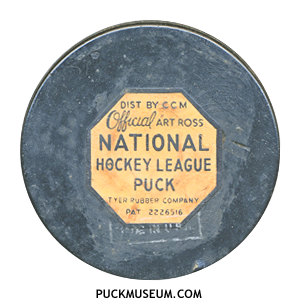 DIST BY CCM
Official ART ROSS
NATIONAL
HOCKEY LEAGUE
PUCK
TYER RUBBER COMPANY
PAT 2226516
PUCKMUSEUM.COM